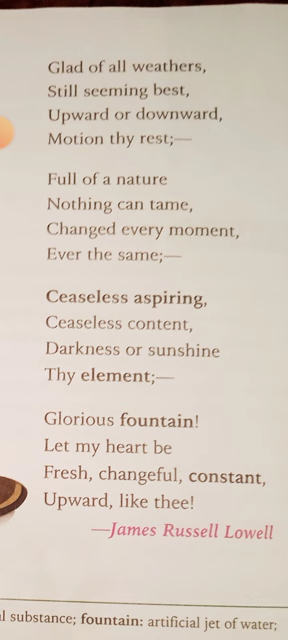 Glad of all weathers,
Still seeming best,
Upward or downward,
Motion thy rest;—
Full of a nature
Nothing can tame,
Changed every moment,
Ever the same;—
Ceaseless aspiring,
Ceaseless content,
Darkness or sunshine
Thy element;—
Glorious fountain!
Let my heart be
Fresh, changeful, constant,
Upward, like thee!
—James Russell Lowell
substance; fountain: artificial jet of water;